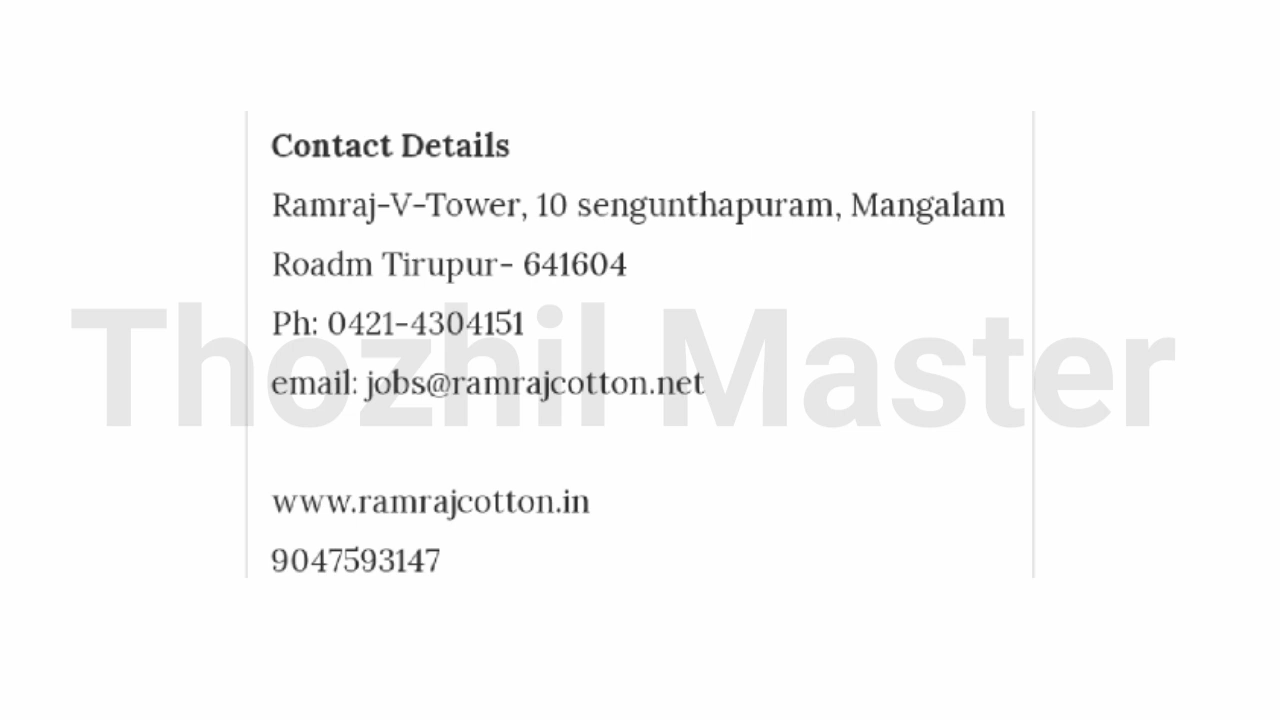 Contact Details
Ramraj-V-Tower, 10 sengunthapuram, Mangalam
Roadm Tirupur- 641604
Ph: 0421-4304151
Thozhil Master
email: jobs@ramrajcotton.net
www.ramrajcotton.in
9047593147